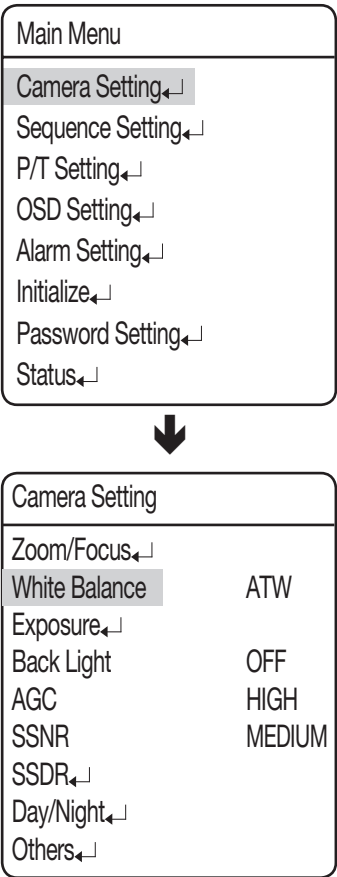 Main Menu
Camera Setting↵
Sequence Setting↵
P/T Setting↵
OSD Setting↵
Alarm Setting↵
Initialize↵
Password Setting↵
Status↵
Camera Setting
Zoom/Focus↵
White Balance ATW
Exposure↵
Back Light OFF
AGC HIGH
SSNR MEDIUM
SSDR↵
Day/Night↵
Others↵